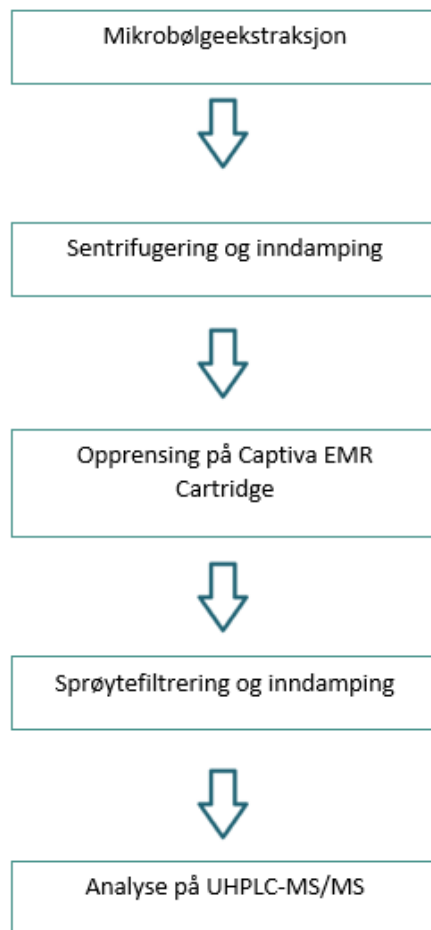 Mikrobølgeekstraksjon
Sentrifugering og inndamping
Opprensing på Captiva EMR
Cartridge
Sprøytefiltrering og inndamping
Analyse på UHPLC-MS/MS